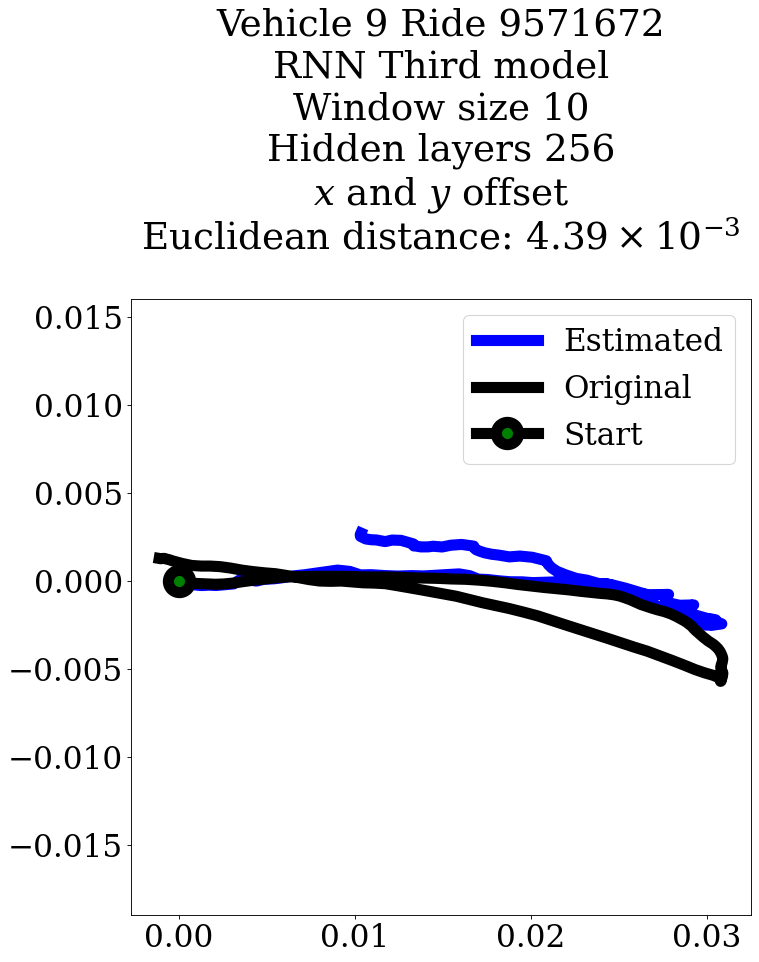 Vehicle 9 Ride 9571672
RNN Third model
Window size 10
Hidden layers 256
x and y offset
Euclidean distance: 4.39 × 10⁻³
Estimated
Original
Start
0.015
0.010
0.005
0.000
−0.005
−0.010
−0.015
0.00 0.01 0.02 0.03